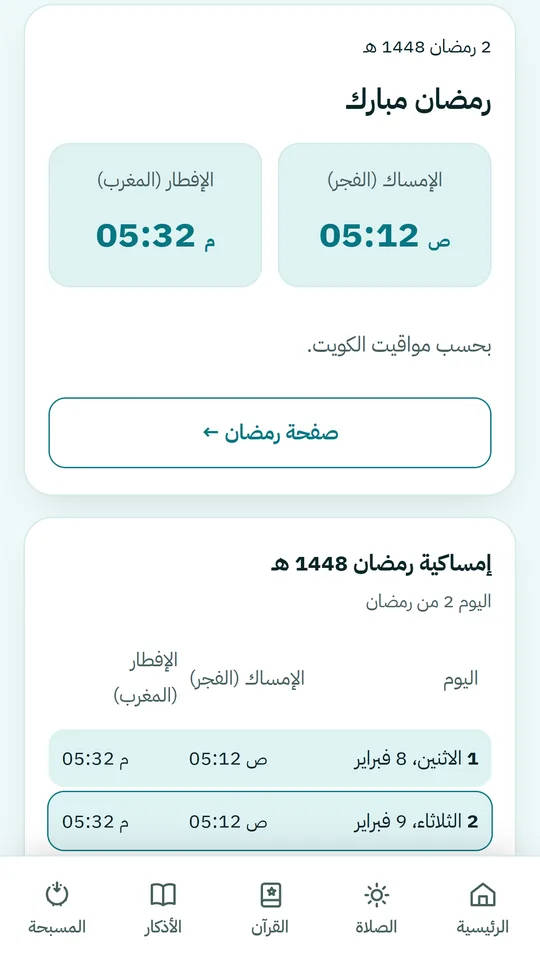 2 رمضان 1448 هـ
رمضان مبارك
الإمساك (الفجر)
05:12 ص
الإفطار (المغرب)
05:32 م
بحسب مواقيت الكويت.
صفحة رمضان ←
إمساكية رمضان 1448 هـ
اليوم 2 من رمضان
اليوم الإمساك (الفجر) الإفطار (المغرب)
1 الاثنين، 8 فبراير 05:12 ص 05:32 م
2 الثلاثاء، 9 فبراير 05:12 ص 05:32 م
الرئيسية الصلاة القرآن الأذكار المسبحة